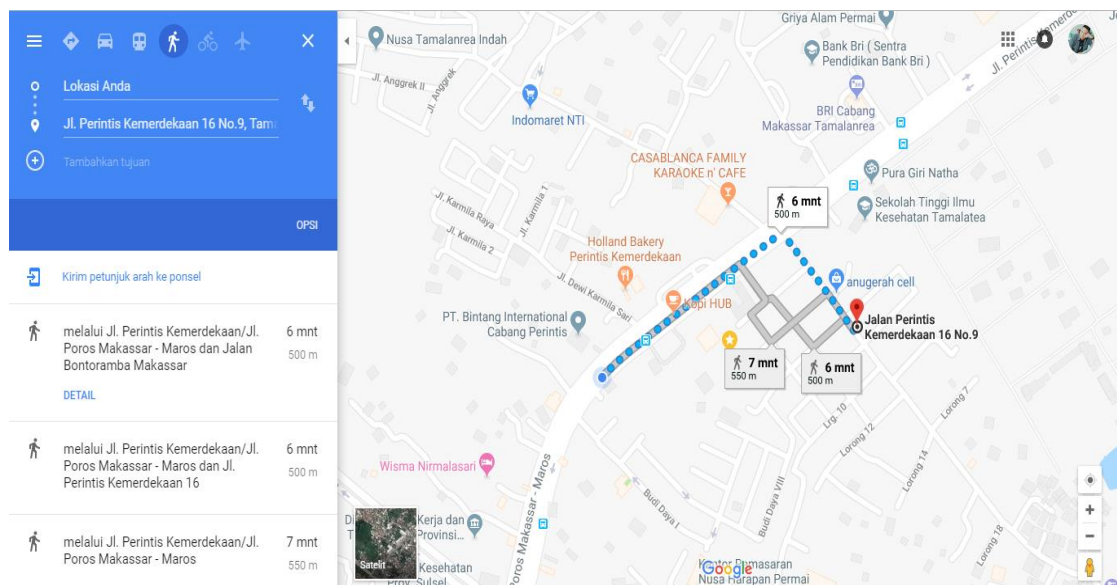 Lokasi Anda
Jl. Perintis Kemerdekaan 16 No.9, Tam
Tambahkan tujuan
OPSI
Kirim petunjuk arah ke ponsel
melalui Jl. Perintis Kemerdekaan/Jl.
Poros Makassar - Maros dan Jalan
Bontoramba Makassar
6 mnt
500 m
DETAIL
melalui Jl. Perintis Kemerdekaan/Jl.
Poros Makassar - Maros dan Jl.
Perintis Kemerdekaan 16
6 mnt
500 m
melalui Jl. Perintis Kemerdekaan/Jl.
Poros Makassar - Maros
7 mnt
550 m
Griya Alam Permai
Nusa Tamalanrea Indah
Bank Bri ( Sentra
Pendidikan Bank Bri )
Jl. Perintis Kemerdekaan
Jl. Anggrek II
Jl. Anggrek
Indomaret NTI
BRI Cabang
Makassar Tamalanrea
CASABLANCA FAMILY
KARAOKE n' CAFE
Pura Giri Natha
6 mnt
500 m
Sekolah Tinggi Ilmu
Kesehatan Tamalatea
Jl. Karmila Raya
Jl. Karmila 1
Jl. Karmila 2
Holland Bakery
Perintis Kemerdekaan
Jl. Dewi Karmila Sari
anugerah cell
Kopi HUB
PT. Bintang International
Cabang Perintis
Jalan Perintis
Kemerdekaan 16 No.9
7 mnt
550 m
6 mnt
500 m
Lrg. 10
Lorong 7
Lorong 12
Lorong 14
Wisma Nirmalasari
Poros Makassar - Maros
Budi Daya I
Budi Daya VIII
Lorong 18
Kerja dan
Provinsi...
Satelit
Kesehatan
Prov. Sulsel
Google
Kantor Pemasaran
Nusa Harapan Permai